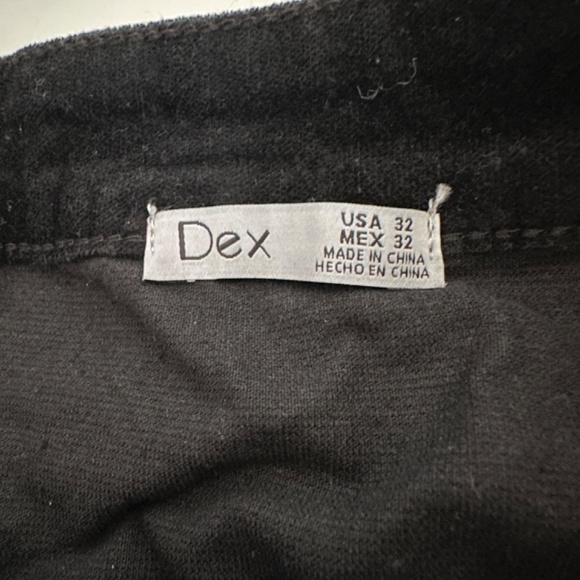 Dex
USA 32
MEX 32
MADE IN CHINA
HECHO EN CHINA